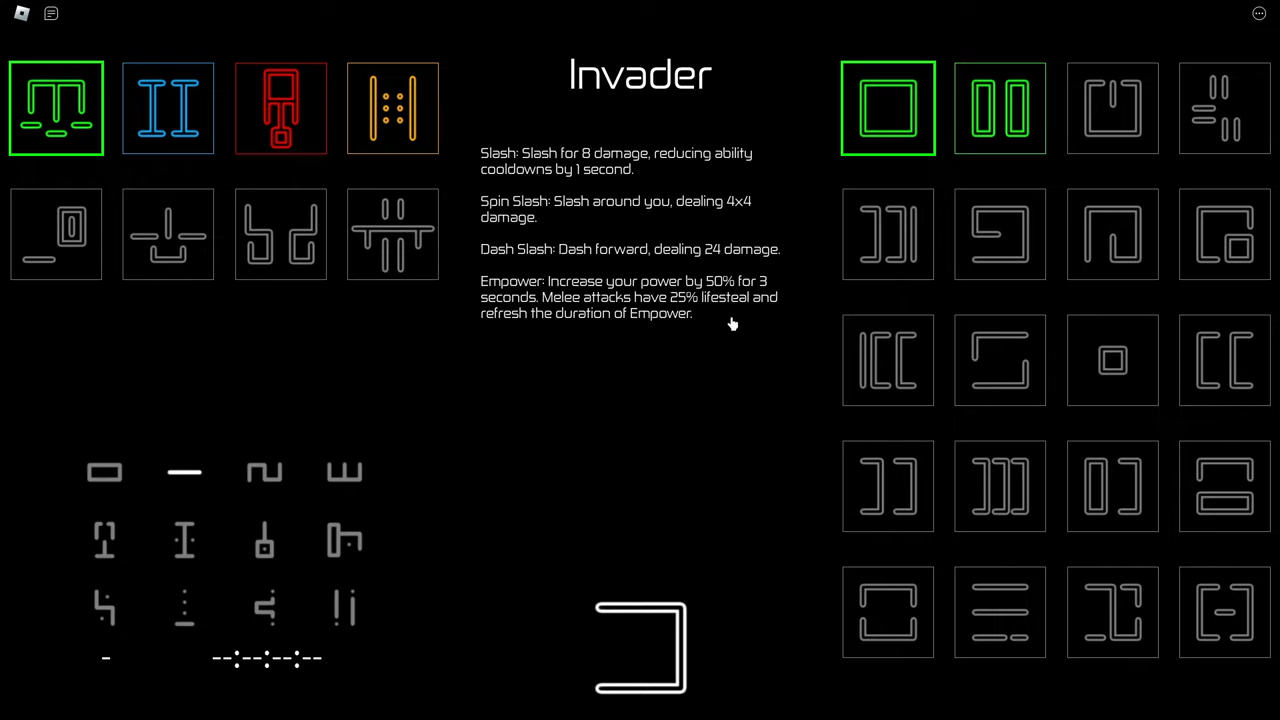 Invader
Slash: Slash for 8 damage, reducing ability
cooldowns by 1 second.
Spin Slash: Slash around you, dealing 4x4
damage.
Dash Slash: Dash forward, dealing 24 damage.
Empower: Increase your power by 50% for 3
seconds. Melee attacks have 25% lifesteal and
refresh the duration of Empower.
- --:--:--:--